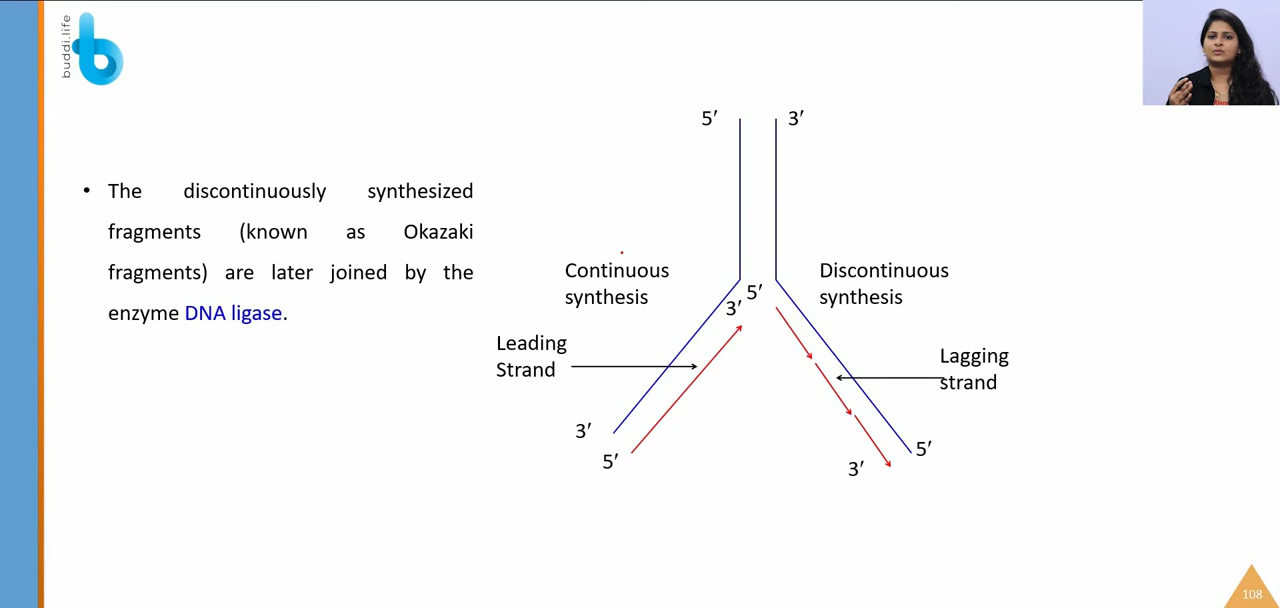 buddi.life
• The discontinuously synthesized
fragments (known as Okazaki
fragments) are later joined by the
enzyme DNA ligase.
5′ 3′
Continuous
synthesis
Discontinuous
synthesis
5′
3′
Leading
Strand
Lagging
strand
3′
5′
5′
3′
108